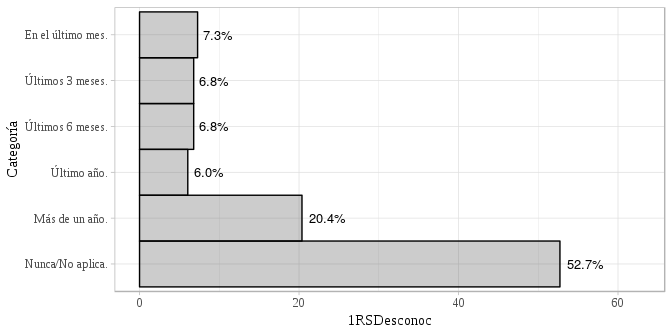 Categoría
En el último mes.
7.3%
Últimos 3 meses.
6.8%
Últimos 6 meses.
6.8%
Último año.
6.0%
Más de un año.
20.4%
Nunca/No aplica.
52.7%
0 20 40 60
1RSDesconoc